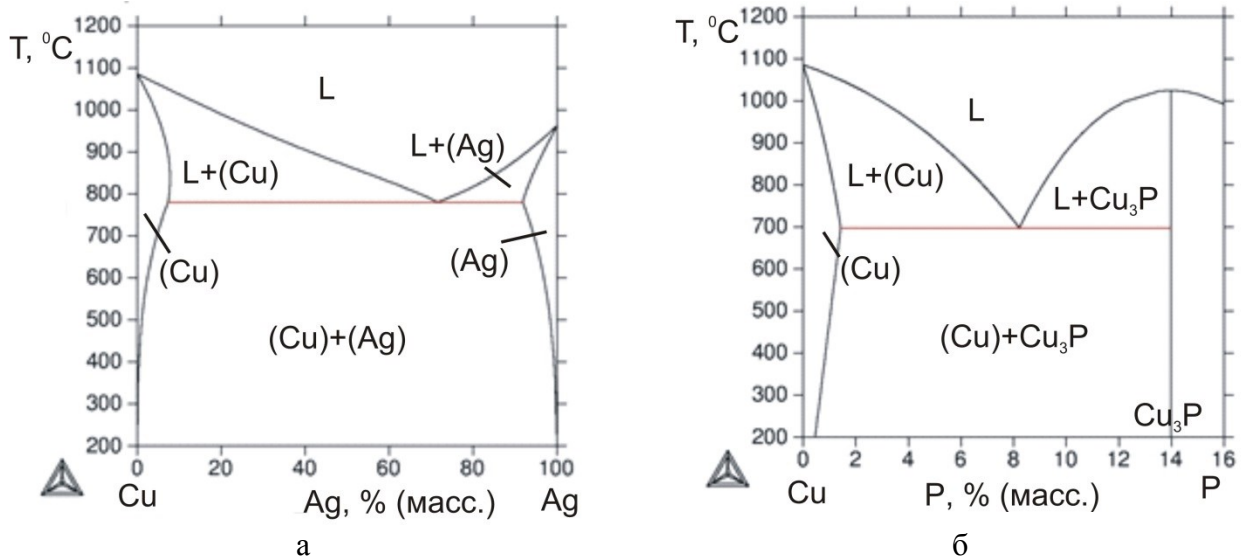 T, ⁰C
1200
1100
1000
900
800
700
600
500
400
300
200
L
L+(Ag)
L+(Cu)
(Cu)
(Ag)
(Cu)+(Ag)
0 20 40 60 80 100
Cu Ag, % (масс.) Ag
а
T, ⁰C
1200
1100
1000
900
800
700
600
500
400
300
200
L
L+(Cu)
L+Cu₃P
(Cu)
(Cu)+Cu₃P
Cu₃P
0 2 4 6 8 10 12 14 16
Cu P, % (масс.) P
б